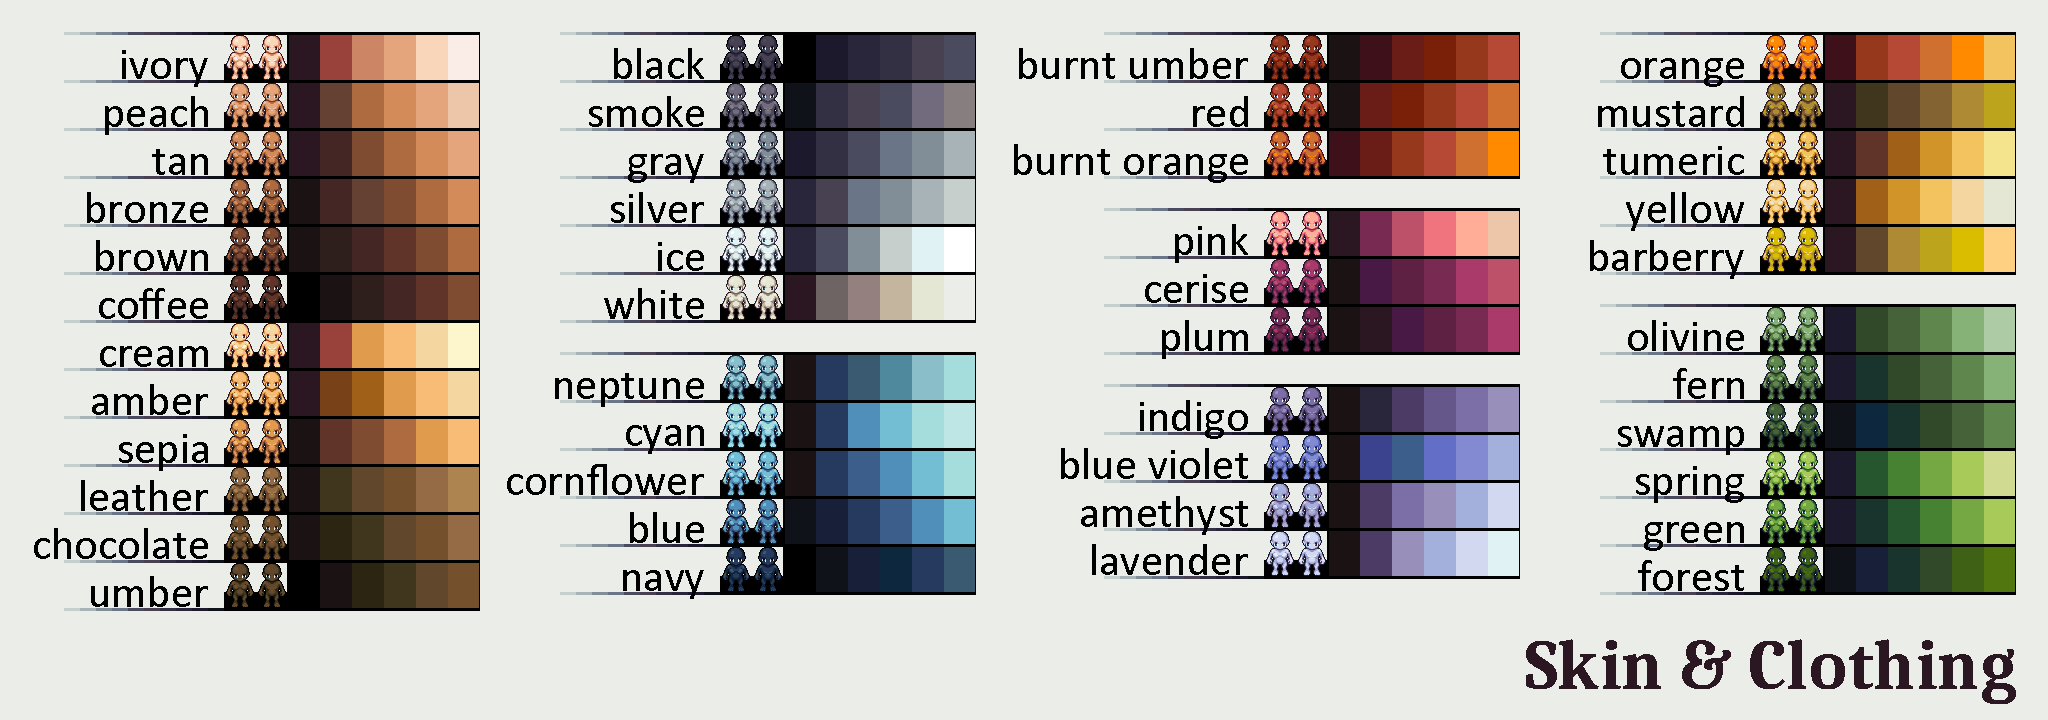 ivory
peach
tan
bronze
brown
coffee
cream
amber
sepia
leather
chocolate
umber
black
smoke
gray
silver
ice
white
neptune
cyan
cornflower
blue
navy
burnt umber
red
burnt orange
pink
cerise
plum
indigo
blue violet
amethyst
lavender
orange
mustard
tumeric
yellow
barberry
olivine
fern
swamp
spring
green
forest
Skin & Clothing